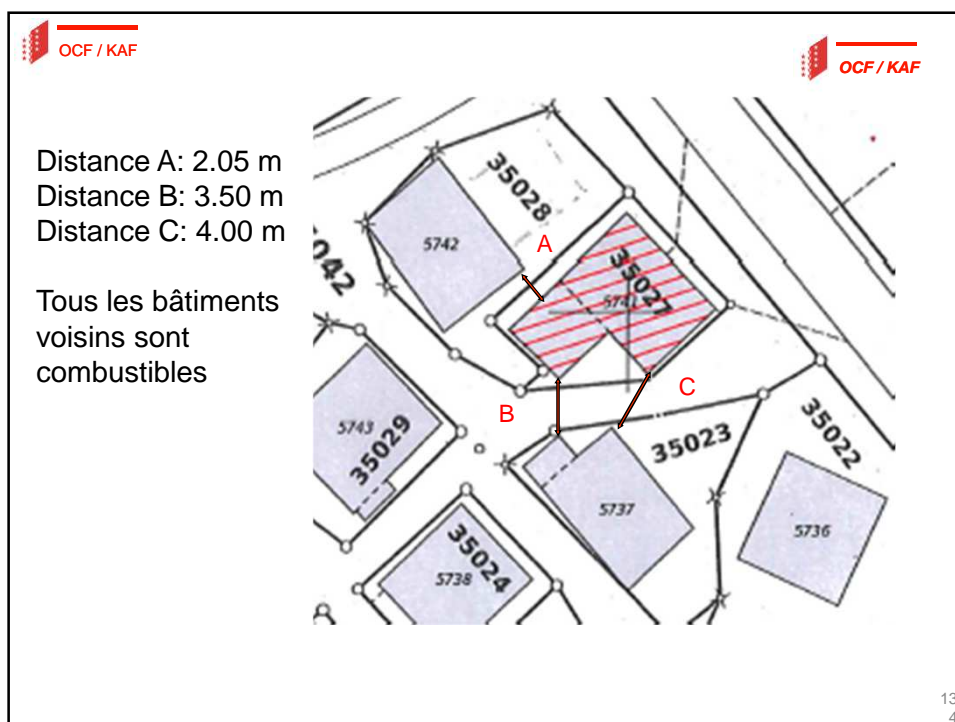 OCF / KAF
OCF / KAF
Distance A: 2.05 m
Distance B: 3.50 m
Distance C: 4.00 m
Tous les bâtiments
voisins sont
combustibles
35028
A
5742
35027
5741
C
B
5743
35029
35023
35022
5737
5736
35024
5738
13
4